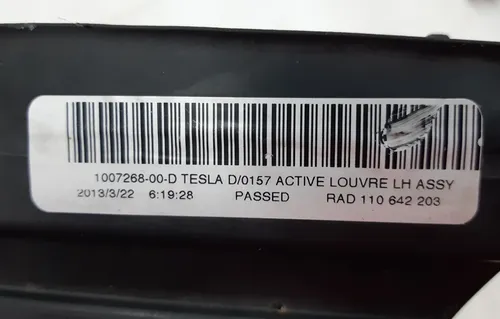 1007268-00-D TESLA D/0157 ACTIVE LOUVRE LH ASSY
2013/3/22 6:19:28 PASSED RAD 110 642 203